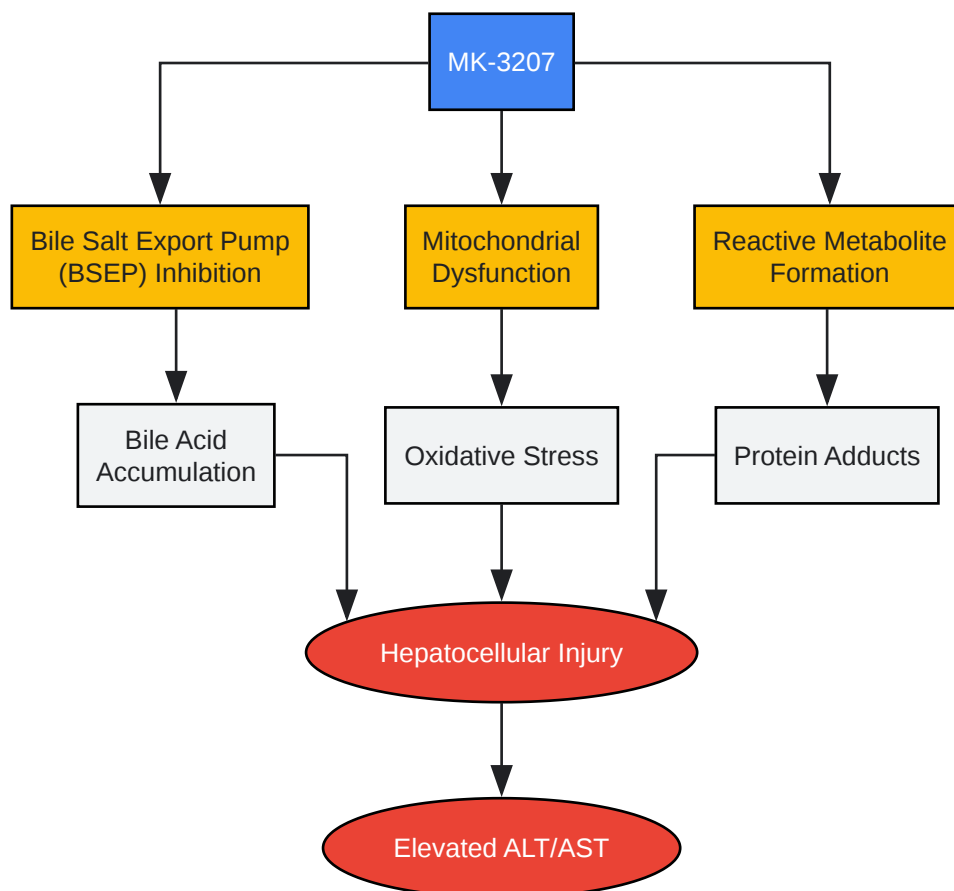 MK-3207
Bile Salt Export Pump
(BSEP) Inhibition
Mitochondrial
Dysfunction
Reactive Metabolite
Formation
Bile Acid
Accumulation
Oxidative Stress
Protein Adducts
Hepatocellular Injury
Elevated ALT/AST